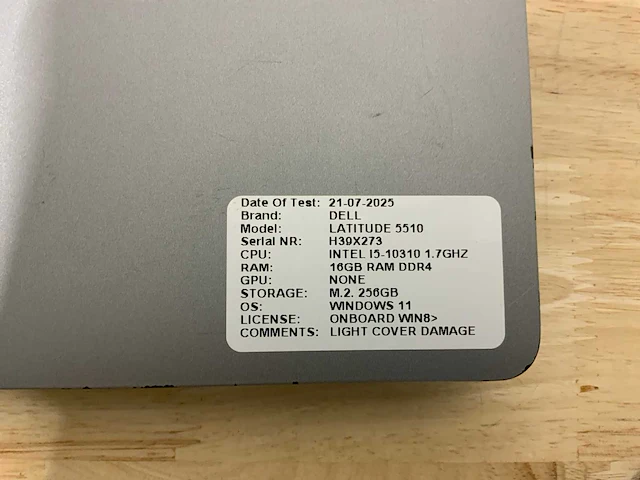 Date Of Test: 21-07-2025
Brand: DELL
Model: LATITUDE 5510
Serial NR: H39X273
CPU: INTEL I5-10310 1.7GHZ
RAM: 16GB RAM DDR4
GPU: NONE
STORAGE: M.2. 256GB
OS: WINDOWS 11
LICENSE: ONBOARD WIN8>
COMMENTS: LIGHT COVER DAMAGE